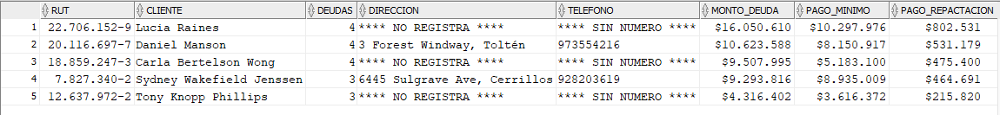 RUT CLIENTE DEUDAS DIRECCION TELEFONO MONTO_DEUDA PAGO_MINIMO PAGO_REPACTACION
1 22.706.152-9 Lucia Raines 4 **** NO REGISTRA **** **** SIN NUMERO **** $16.050.610 $10.297.976 $802.531
2 20.116.697-7 Daniel Manson 4 3 Forest Windway, Toltén 973554216 $10.623.588 $8.150.917 $531.179
3 18.859.247-3 Carla Bertelson Wong 4 **** NO REGISTRA **** **** SIN NUMERO **** $9.507.995 $5.183.100 $475.400
4 7.827.340-2 Sydney Wakefield Jenssen 3 6445 Sulgrave Ave, Cerrillos 928203619 $9.293.816 $8.935.009 $464.691
5 12.637.972-2 Tony Knopp Phillips 3 **** NO REGISTRA **** **** SIN NUMERO **** $4.316.402 $3.616.372 $215.820